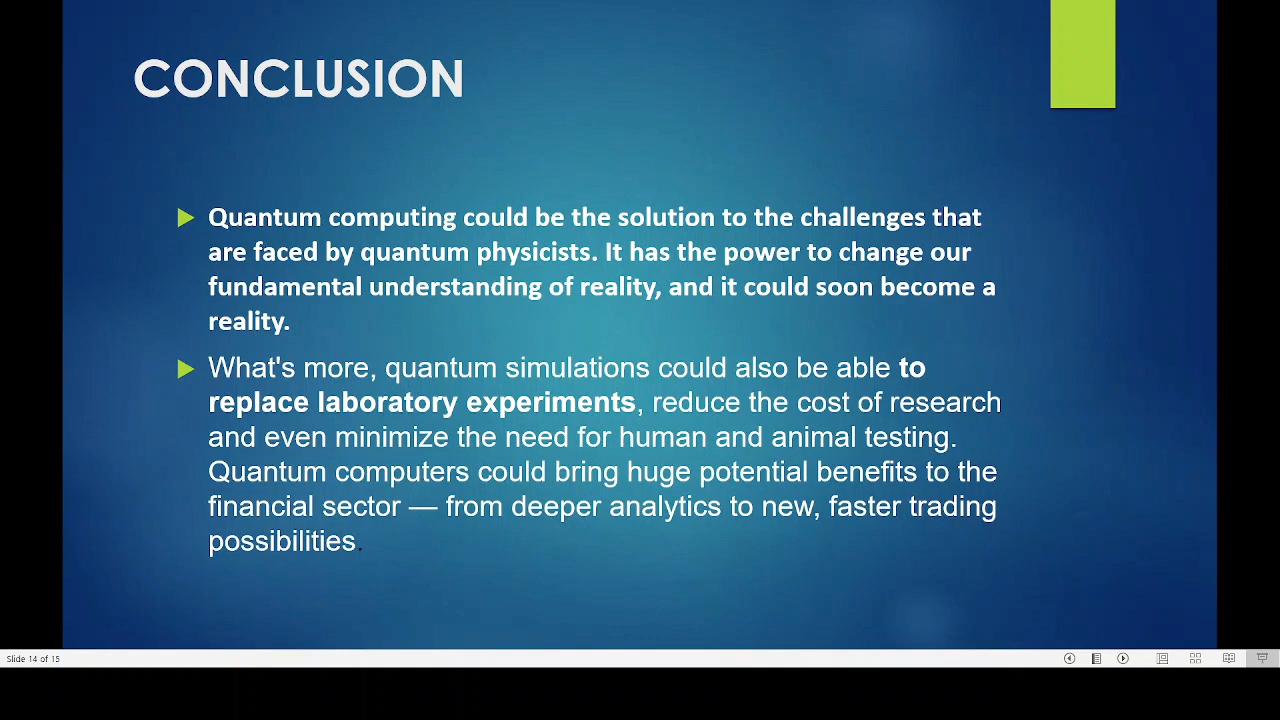 CONCLUSION
Quantum computing could be the solution to the challenges that
are faced by quantum physicists. It has the power to change our
fundamental understanding of reality, and it could soon become a
reality.
What's more, quantum simulations could also be able to
replace laboratory experiments, reduce the cost of research
and even minimize the need for human and animal testing.
Quantum computers could bring huge potential benefits to the
financial sector — from deeper analytics to new, faster trading
possibilities.
Slide 14 of 15